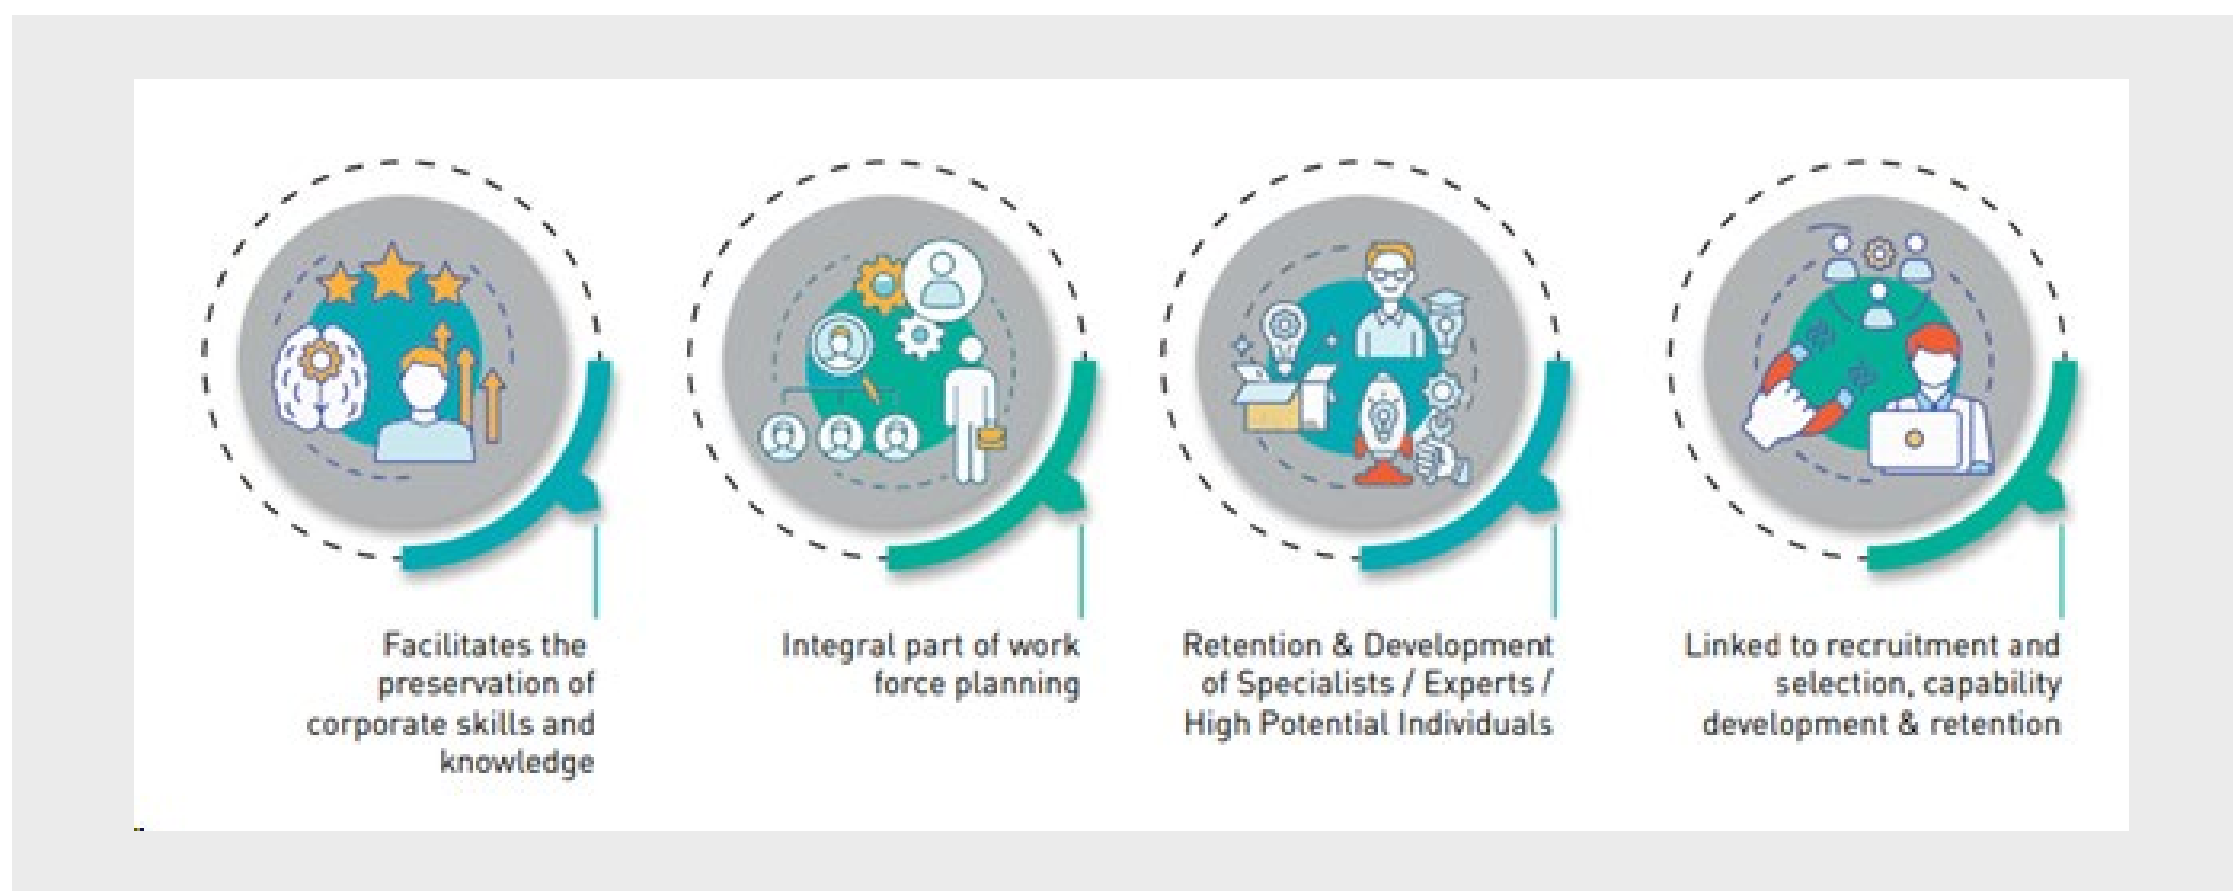 Facilitates the
preservation of
corporate skills and
knowledge
Integral part of work
force planning
Retention & Development
of Specialists / Experts /
High Potential Individuals
Linked to recruitment and
selection, capability
development & retention